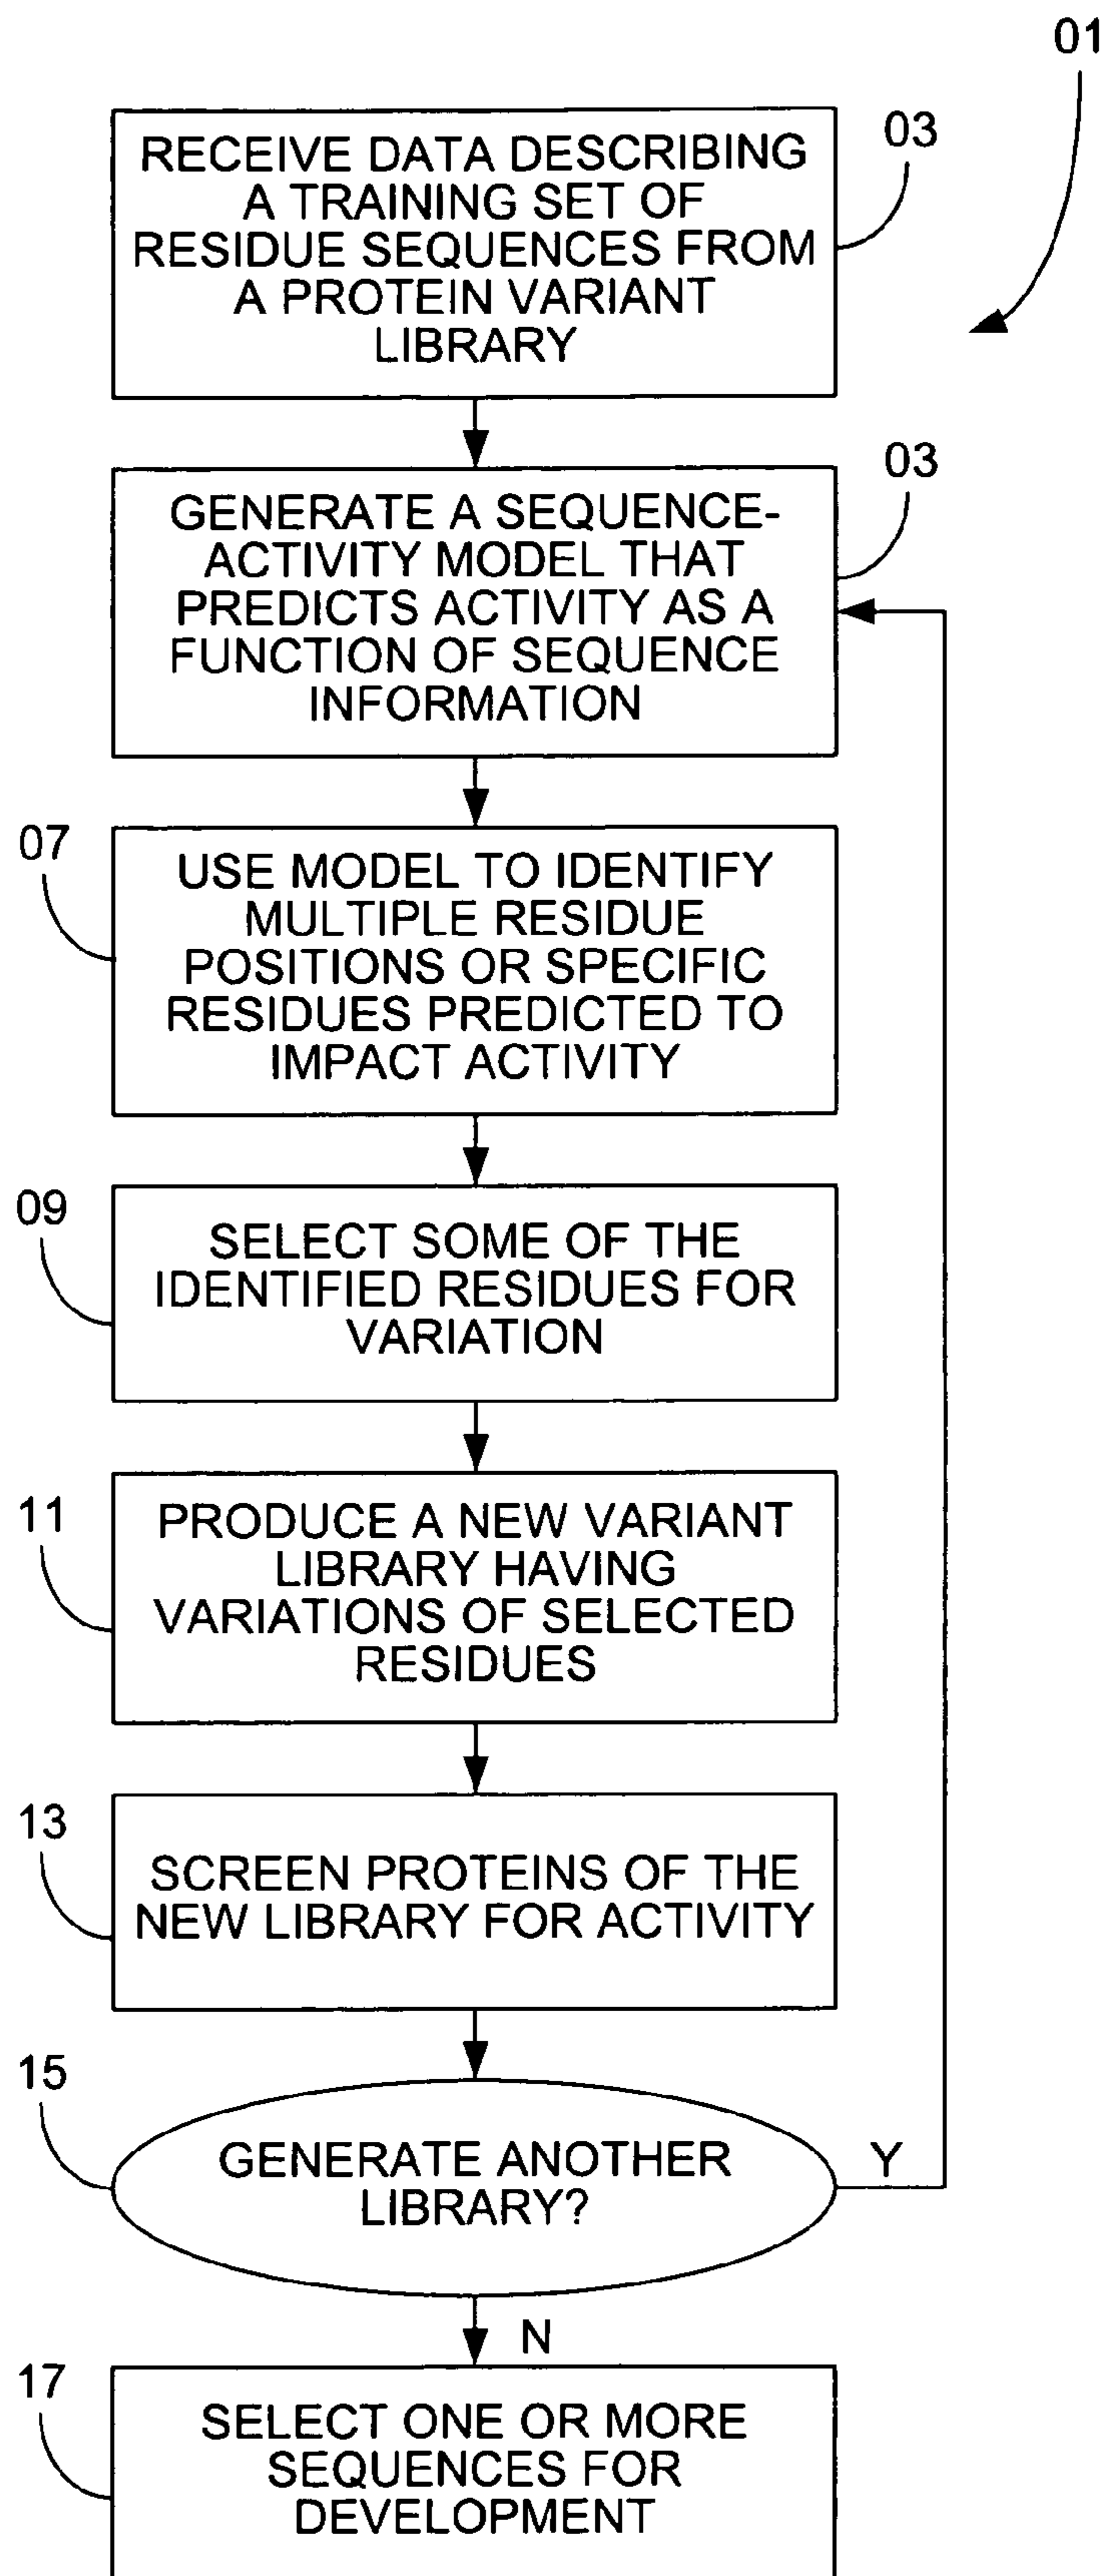 01
03
RECEIVE DATA DESCRIBING
A TRAINING SET OF
RESIDUE SEQUENCES FROM
A PROTEIN VARIANT
LIBRARY
03
GENERATE A SEQUENCE-
ACTIVITY MODEL THAT
PREDICTS ACTIVITY AS A
FUNCTION OF SEQUENCE
INFORMATION
07
USE MODEL TO IDENTIFY
MULTIPLE RESIDUE
POSITIONS OR SPECIFIC
RESIDUES PREDICTED TO
IMPACT ACTIVITY
09
SELECT SOME OF THE
IDENTIFIED RESIDUES FOR
VARIATION
11
PRODUCE A NEW VARIANT
LIBRARY HAVING
VARIATIONS OF SELECTED
RESIDUES
13
SCREEN PROTEINS OF THE
NEW LIBRARY FOR ACTIVITY
15
GENERATE ANOTHER
LIBRARY?
Y
N
17
SELECT ONE OR MORE
SEQUENCES FOR
DEVELOPMENT